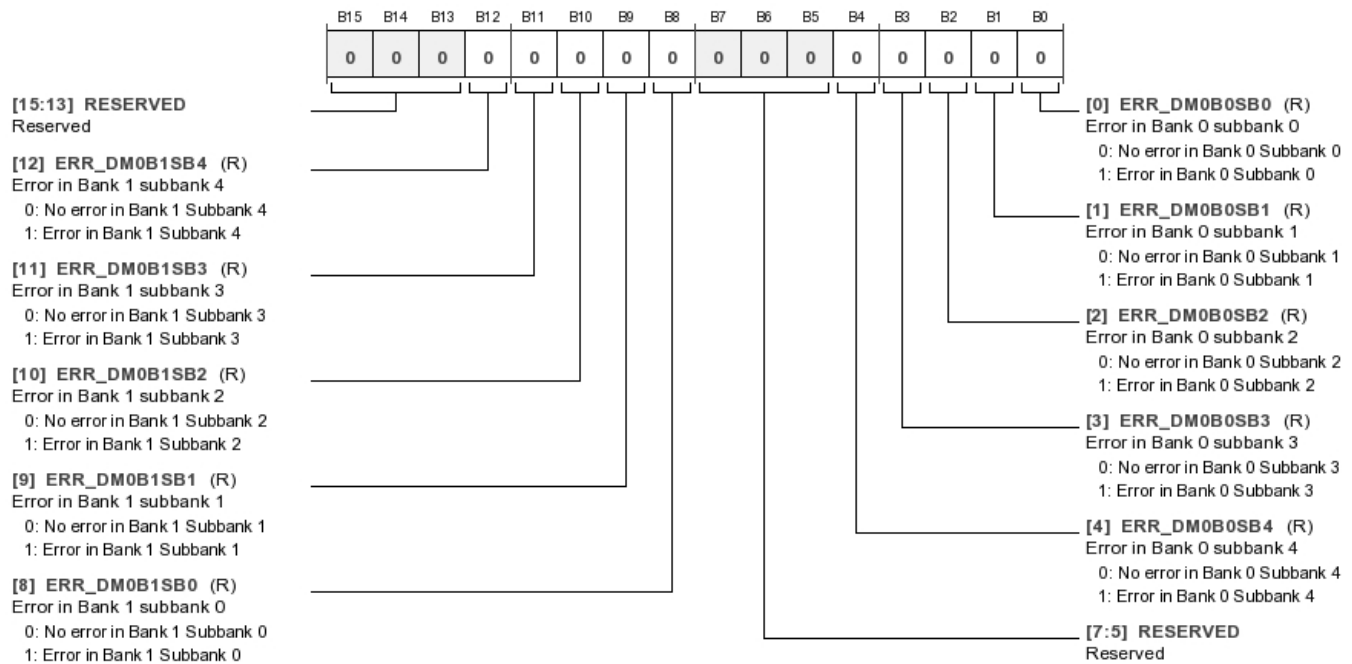 B15 B14 B13 B12 B11 B10 B9 B8 B7 B6 B5 B4 B3 B2 B1 B0
0 0 0 0 0 0 0 0 0 0 0 0 0 0 0 0
[15:13] RESERVED
Reserved
[12] ERR_DM0B1SB4 (R)
Error in Bank 1 subbank 4
0: No error in Bank 1 Subbank 4
1: Error in Bank 1 Subbank 4
[11] ERR_DM0B1SB3 (R)
Error in Bank 1 subbank 3
0: No error in Bank 1 Subbank 3
1: Error in Bank 1 Subbank 3
[10] ERR_DM0B1SB2 (R)
Error in Bank 1 subbank 2
0: No error in Bank 1 Subbank 2
1: Error in Bank 1 Subbank 2
[9] ERR_DM0B1SB1 (R)
Error in Bank 1 subbank 1
0: No error in Bank 1 Subbank 1
1: Error in Bank 1 Subbank 1
[8] ERR_DM0B1SB0 (R)
Error in Bank 1 subbank 0
0: No error in Bank 1 Subbank 0
1: Error in Bank 1 Subbank 0
[0] ERR_DM0B0SB0 (R)
Error in Bank 0 subbank 0
0: No error in Bank 0 Subbank 0
1: Error in Bank 0 Subbank 0
[1] ERR_DM0B0SB1 (R)
Error in Bank 0 subbank 1
0: No error in Bank 0 Subbank 1
1: Error in Bank 0 Subbank 1
[2] ERR_DM0B0SB2 (R)
Error in Bank 0 subbank 2
0: No error in Bank 0 Subbank 2
1: Error in Bank 0 Subbank 2
[3] ERR_DM0B0SB3 (R)
Error in Bank 0 subbank 3
0: No error in Bank 0 Subbank 3
1: Error in Bank 0 Subbank 3
[4] ERR_DM0B0SB4 (R)
Error in Bank 0 subbank 4
0: No error in Bank 0 Subbank 4
1: Error in Bank 0 Subbank 4
[7:5] RESERVED
Reserved